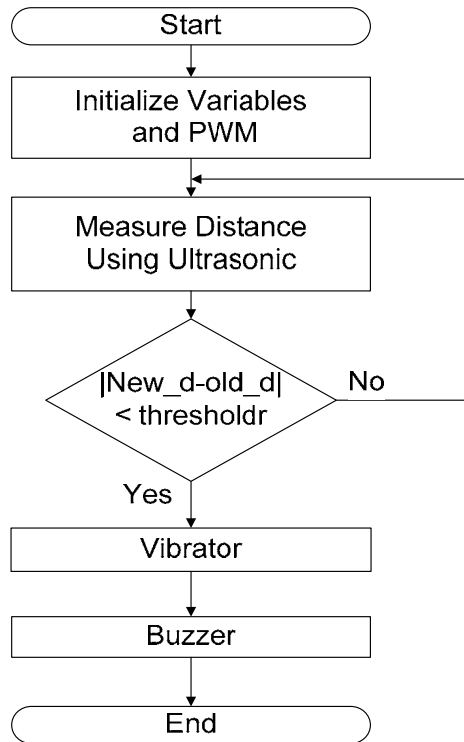 Start
Initialize Variables
and PWM
Measure Distance
Using Ultrasonic
|New_d-old_d|
< thresholdr
No
Yes
Vibrator
Buzzer
End